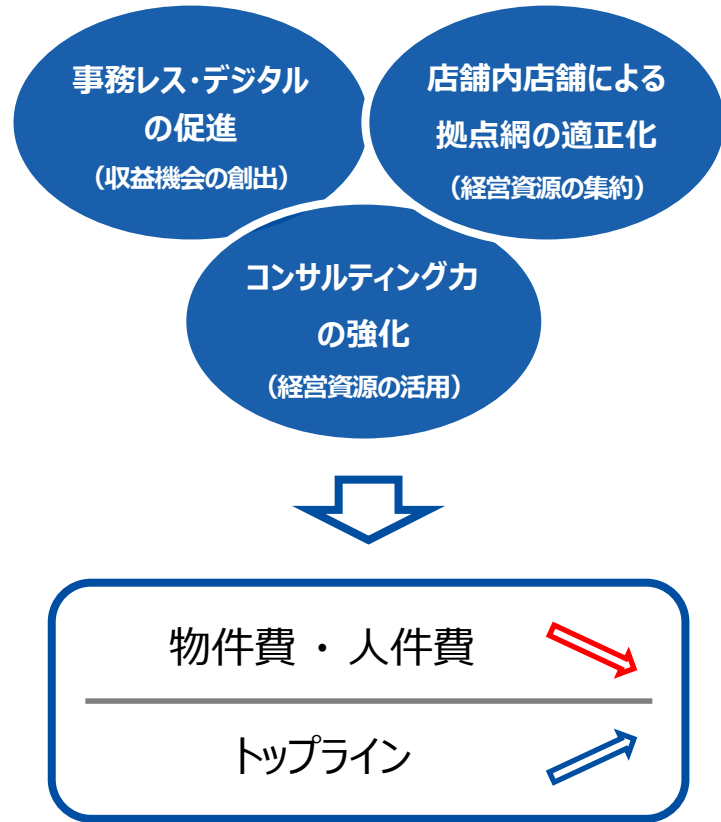 事務レス・デジタル
の促進
（収益機会の創出）
店舗内店舗による
拠点網の適正化
（経営資源の集約）
コンサルティング力
の強化
（経営資源の活用）
物件費 ・ 人件費
トップライン